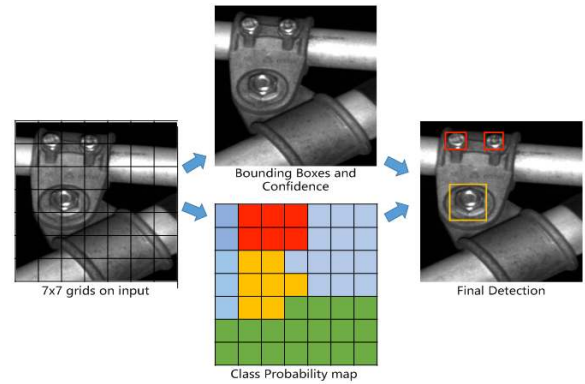 7x7 grids on input
Bounding Boxes and
Confidence
Class Probability map
Final Detection